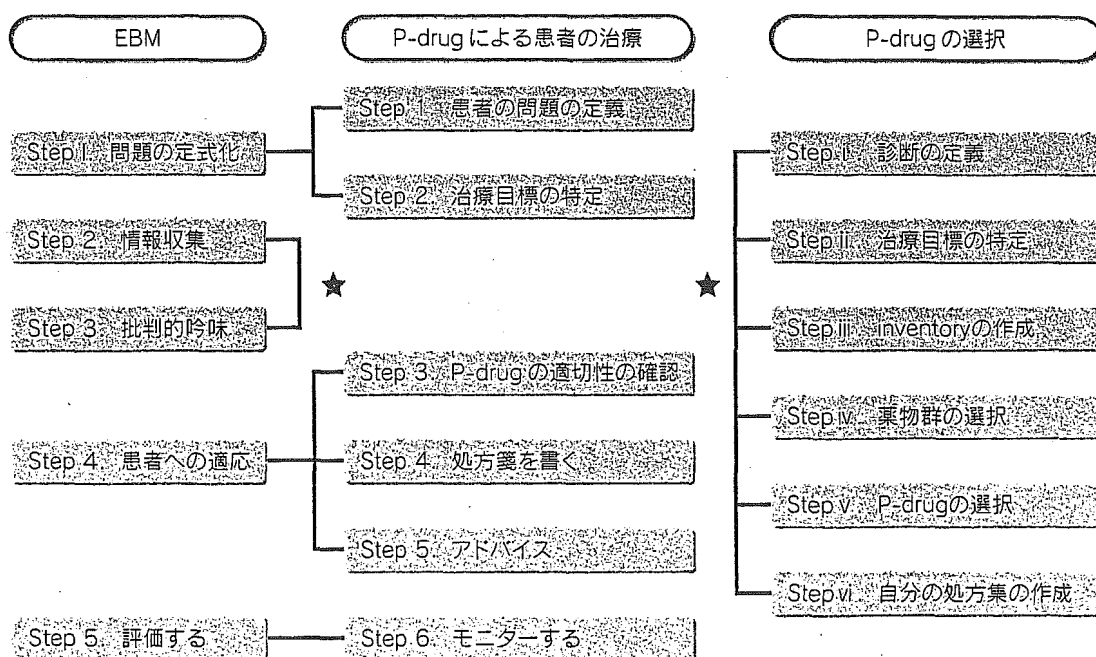 EBM
Step 1. 問題の定式化
Step 2. 情報収集
Step 3. 批判的吟味
Step 4. 患者への適応
Step 5. 評価する
P-drugによる患者の治療
Step 1. 患者の問題の定義
Step 2. 治療目標の特定
★
Step 3. P-drugの適切性の確認
Step 4. 処方箋を書く
Step 5. アドバイス
Step 6. モニターする
P-drugの選択
★
Step i. 診断の定義
Step ii. 治療目標の特定
Step iii. inventoryの作成
Step iv. 薬物群の選択
Step v. P-drugの選択
Step vi. 自分の処方集の作成